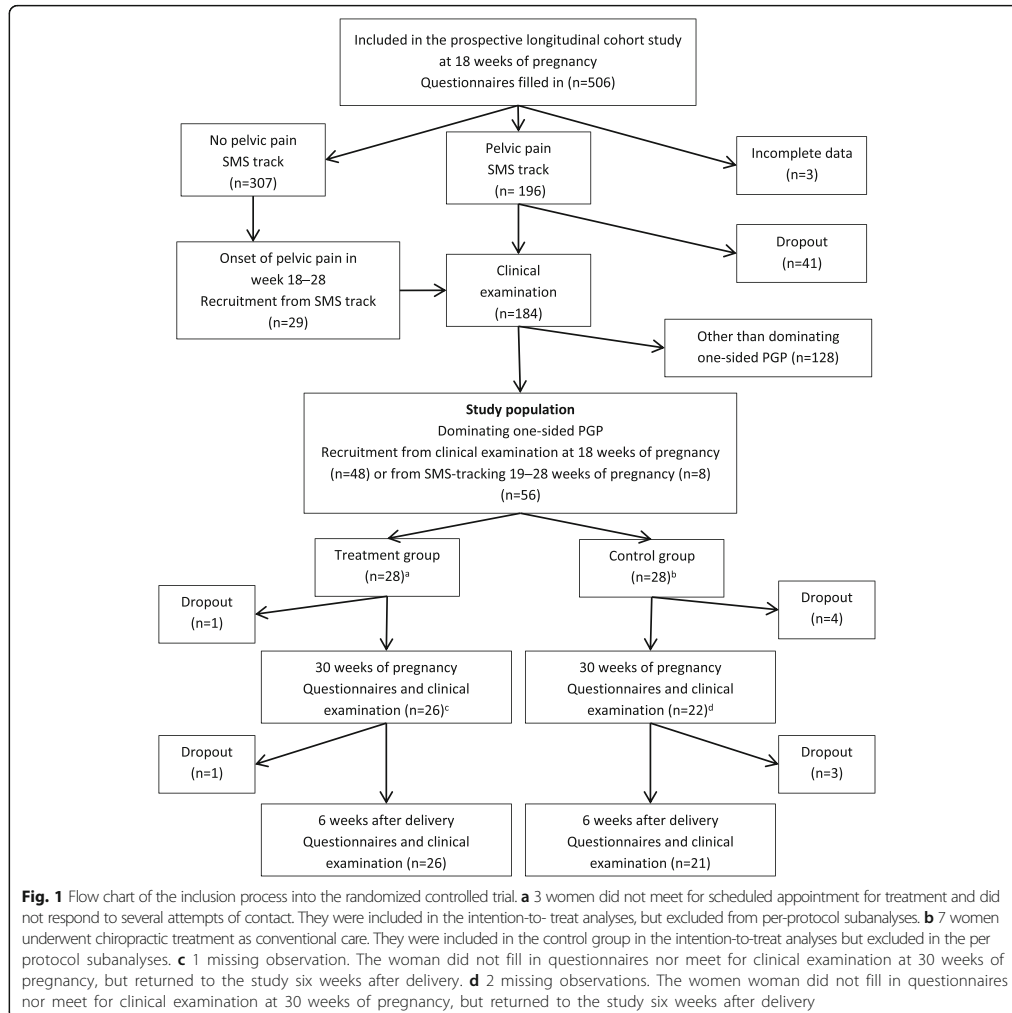 Included in the prospective longitudinal cohort study
at 18 weeks of pregnancy
Questionnaires filled in (n=506)
No pelvic pain
SMS track
(n=307)
Pelvic pain
SMS track
(n= 196)
Incomplete data
(n=3)
Dropout
(n=41)
Onset of pelvic pain in
week 18–28
Recruitment from SMS track
(n=29)
Clinical
examination
(n=184)
Other than dominating
one-sided PGP (n=128)
Study population
Dominating one-sided PGP
Recruitment from clinical examination at 18 weeks of pregnancy
(n=48) or from SMS-tracking 19–28 weeks of pregnancy (n=8)
(n=56)
Treatment group
(n=28)a
Control group
(n=28)b
Dropout
(n=1)
Dropout
(n=4)
30 weeks of pregnancy
Questionnaires and clinical
examination (n=26)c
30 weeks of pregnancy
Questionnaires and clinical
examination (n=22)d
Dropout
(n=1)
Dropout
(n=3)
6 weeks after delivery
Questionnaires and clinical
examination (n=26)
6 weeks after delivery
Questionnaires and clinical
examination (n=21)
Fig. 1 Flow chart of the inclusion process into the randomized controlled trial. a 3 women did not meet for scheduled appointment for treatment and did
not respond to several attempts of contact. They were included in the intention-to- treat analyses, but excluded from per-protocol subanalyses. b 7 women
underwent chiropractic treatment as conventional care. They were included in the control group in the intention-to-treat analyses but excluded in the per
protocol subanalyses. c 1 missing observation. The woman did not fill in questionnaires nor meet for clinical examination at 30 weeks of
pregnancy, but returned to the study six weeks after delivery. d 2 missing observations. The women woman did not fill in questionnaires
nor meet for clinical examination at 30 weeks of pregnancy, but returned to the study six weeks after delivery